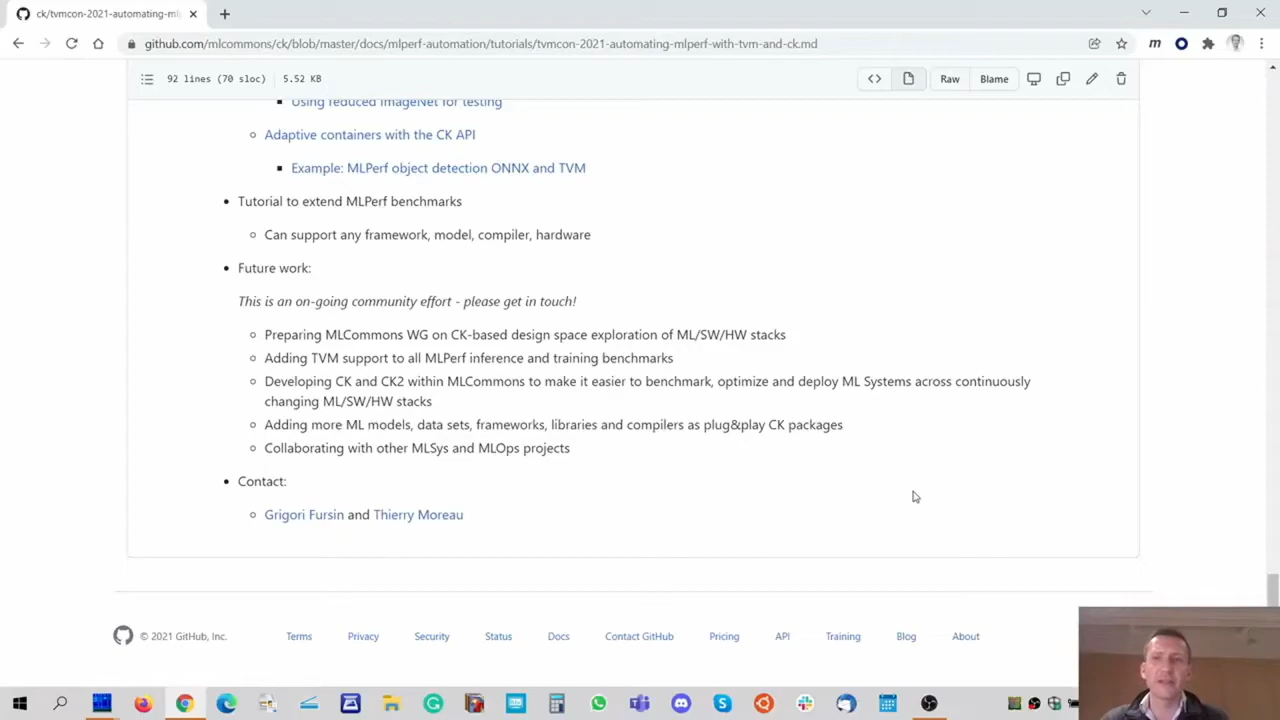 ck/tvmcon-2021-automating-ml
github.com/mlcommons/ck/blob/master/docs/mlperf-automation/tutorials/tvmcon-2021-automating-mlperf-with-tvm-and-ck.md
92 lines (70 sloc) 5.52 KB Raw Blame
Using reduced ImageNet for testing
Adaptive containers with the CK API
Example: MLPerf object detection ONNX and TVM
Tutorial to extend MLPerf benchmarks
Can support any framework, model, compiler, hardware
Future work:
This is an on-going community effort - please get in touch!
Preparing MLCommons WG on CK-based design space exploration of ML/SW/HW stacks
Adding TVM support to all MLPerf inference and training benchmarks
Developing CK and CK2 within MLCommons to make it easier to benchmark, optimize and deploy ML Systems across continuously
changing ML/SW/HW stacks
Adding more ML models, data sets, frameworks, libraries and compilers as plug&play CK packages
Collaborating with other MLSys and MLOps projects
Contact:
Grigori Fursin and Thierry Moreau
© 2021 GitHub, Inc. Terms Privacy Security Status Docs Contact GitHub Pricing API Training Blog About